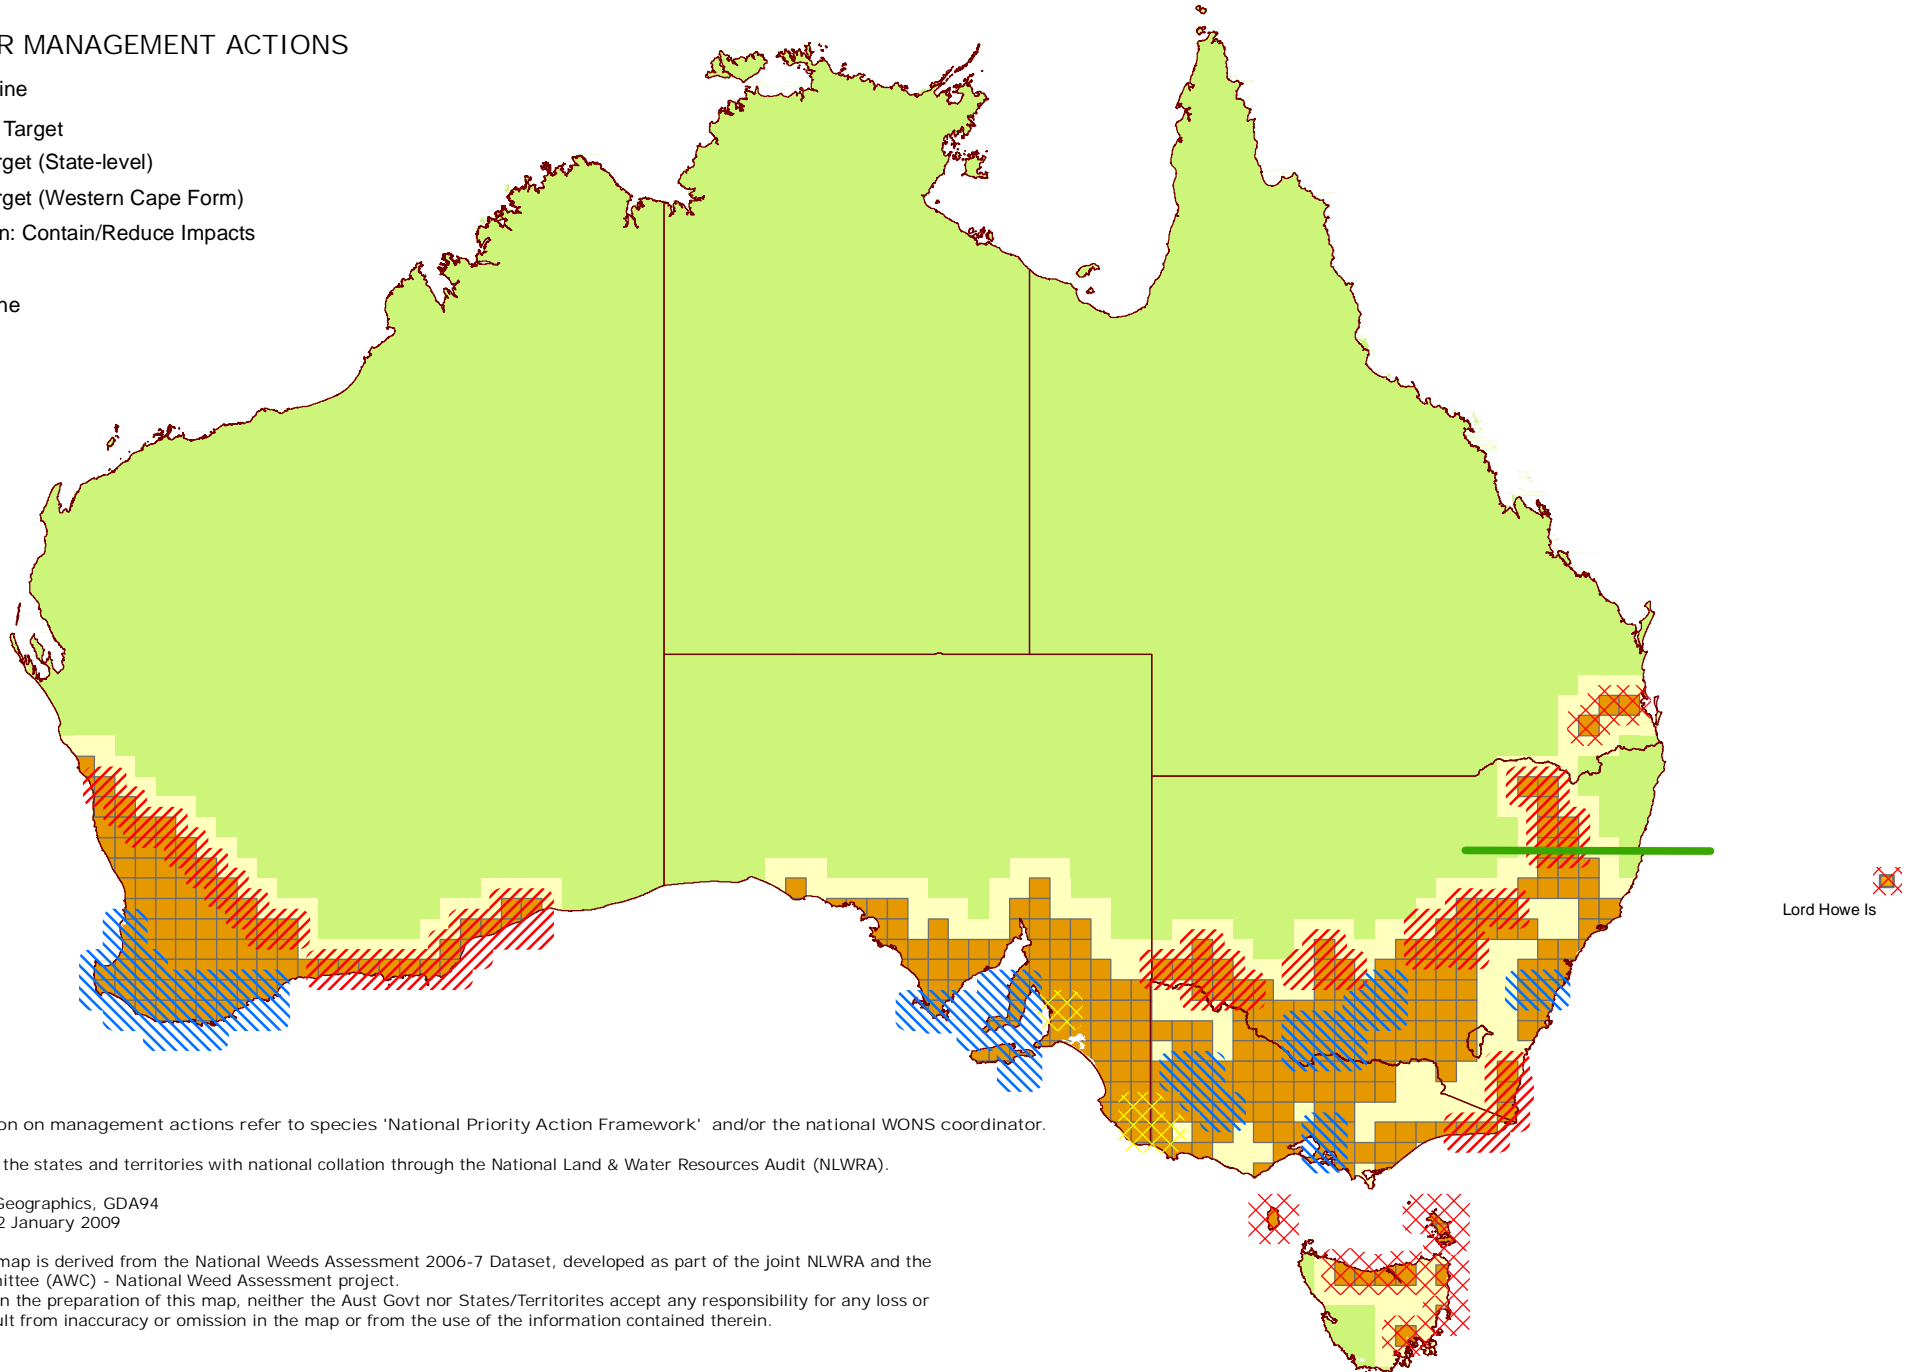 R MANAGEMENT ACTIONS
ine
Target
rget (State-level)
rget (Western Cape Form)
n: Contain/Reduce Impacts
ne
Lord Howe Is
on on management actions refer to species 'National Priority Action Framework' and/or the national WONS coordinator.
the states and territories with national collation through the National Land & Water Resources Audit (NLWRA).
Geographics, GDA94
2 January 2009
map is derived from the National Weeds Assessment 2006-7 Dataset, developed as part of the joint NLWRA and the
mittee (AWC) - National Weed Assessment project.
n the preparation of this map, neither the Aust Govt nor States/Territorites accept any responsibility for any loss or
ult from inaccuracy or omission in the map or from the use of the information contained therein.